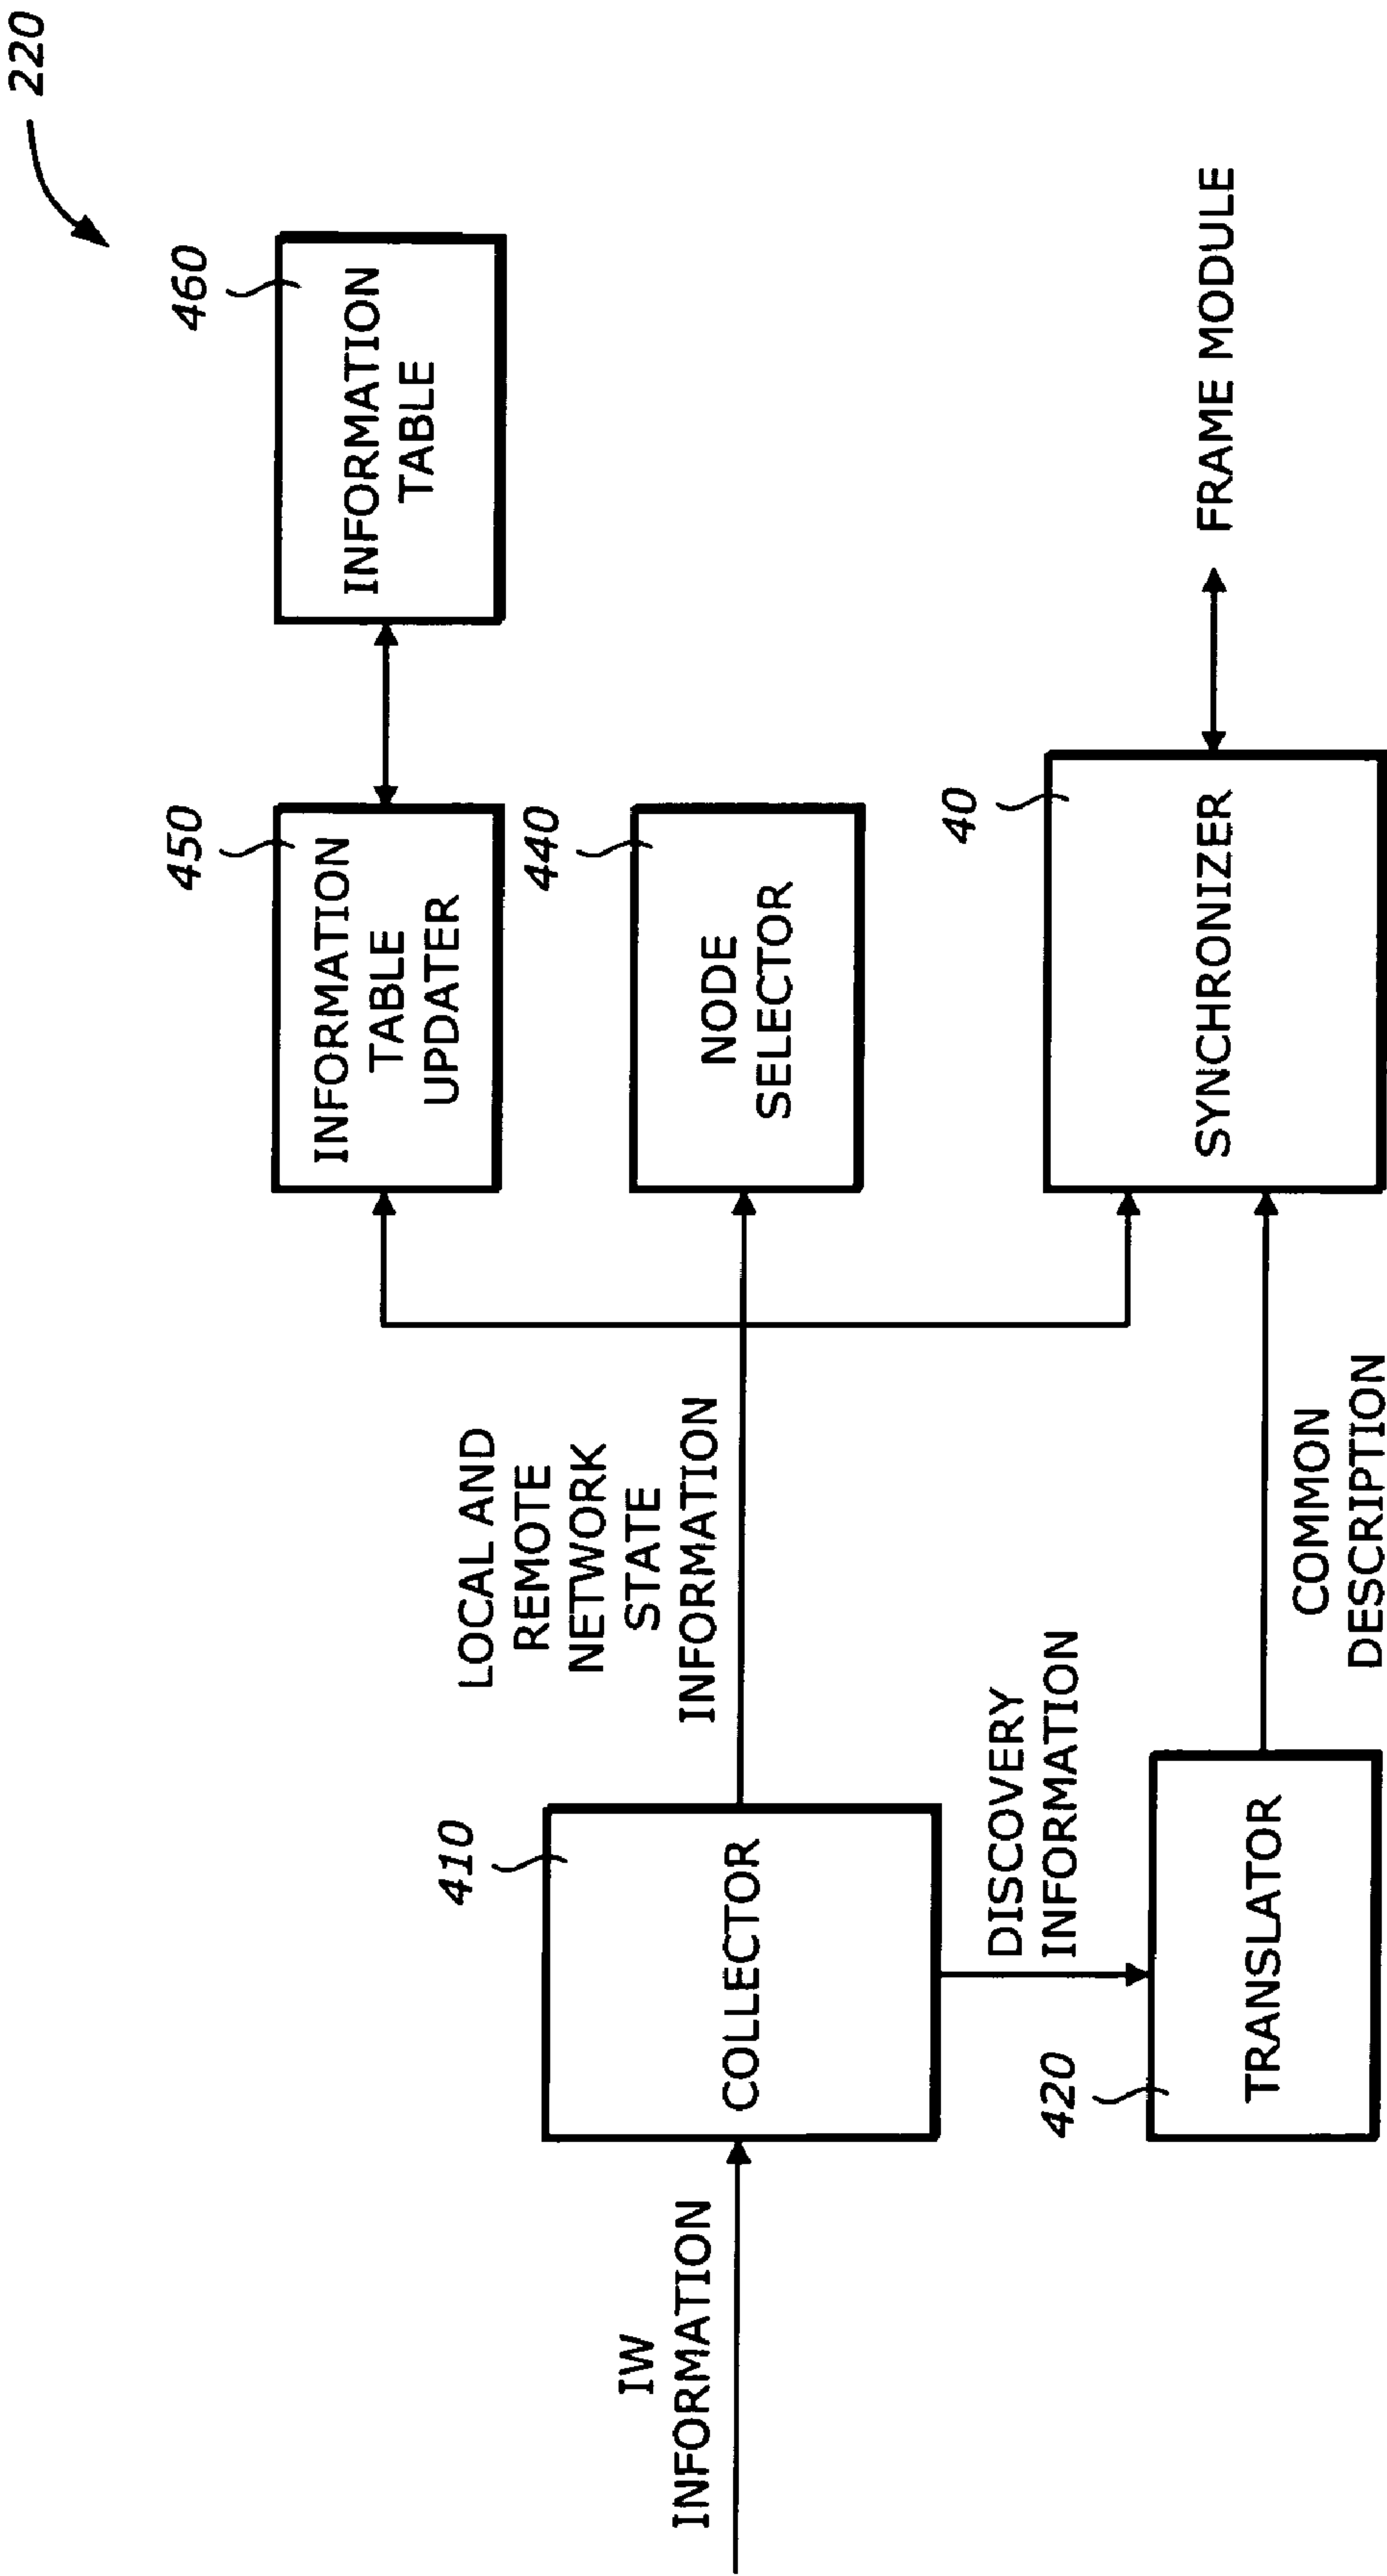 220
460
INFORMATION
TABLE
450
INFORMATION
TABLE
UPDATER
440
NODE
SELECTOR
LOCAL AND
REMOTE
NETWORK
STATE
INFORMATION
410
COLLECTOR
IW
INFORMATION
40
SYNCHRONIZER
FRAME MODULE
DISCOVERY
INFORMATION
420
TRANSLATOR
COMMON
DESCRIPTION